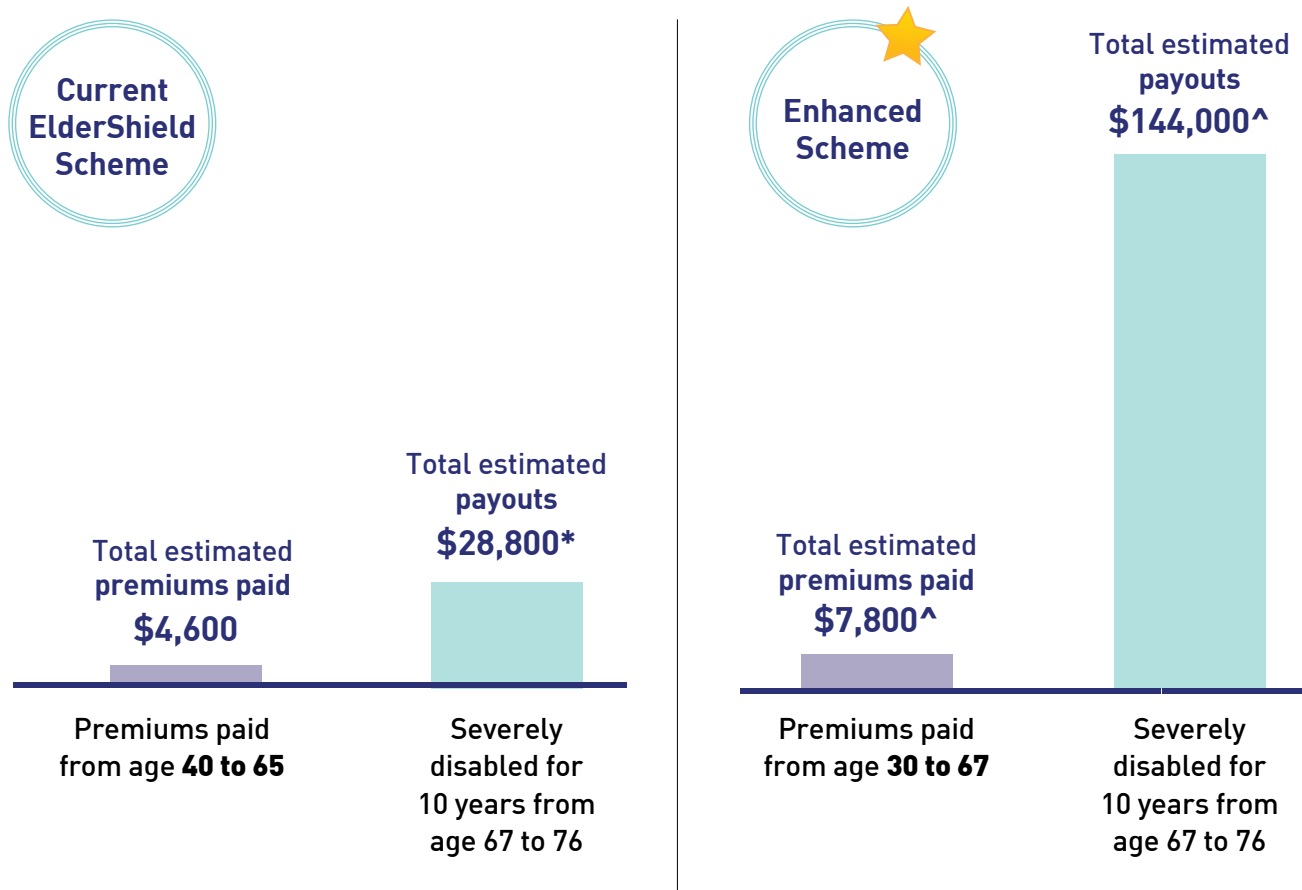 Current
ElderShield
Scheme
Total estimated
premiums paid
$4,600
Total estimated
payouts
$28,800*
Premiums paid
from age 40 to 65
Severely
disabled for
10 years from
age 67 to 76
Enhanced
Scheme
Total estimated
premiums paid
$7,800^
Total estimated
payouts
$144,000^
Premiums paid
from age 30 to 67
Severely
disabled for
10 years from
age 67 to 76